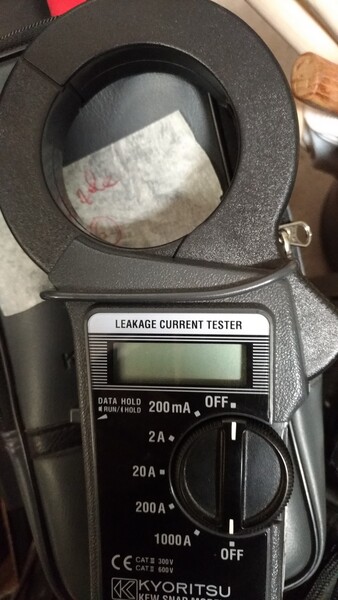 LEAKAGE CURRENT TESTER
DATA HOLD
RUN/HOLD
200mA
OFF
2A
20A
200A
1000A
OFF
CE CAT.III 300V
CAT.II 600V
KYORITSU
KEW SNAP